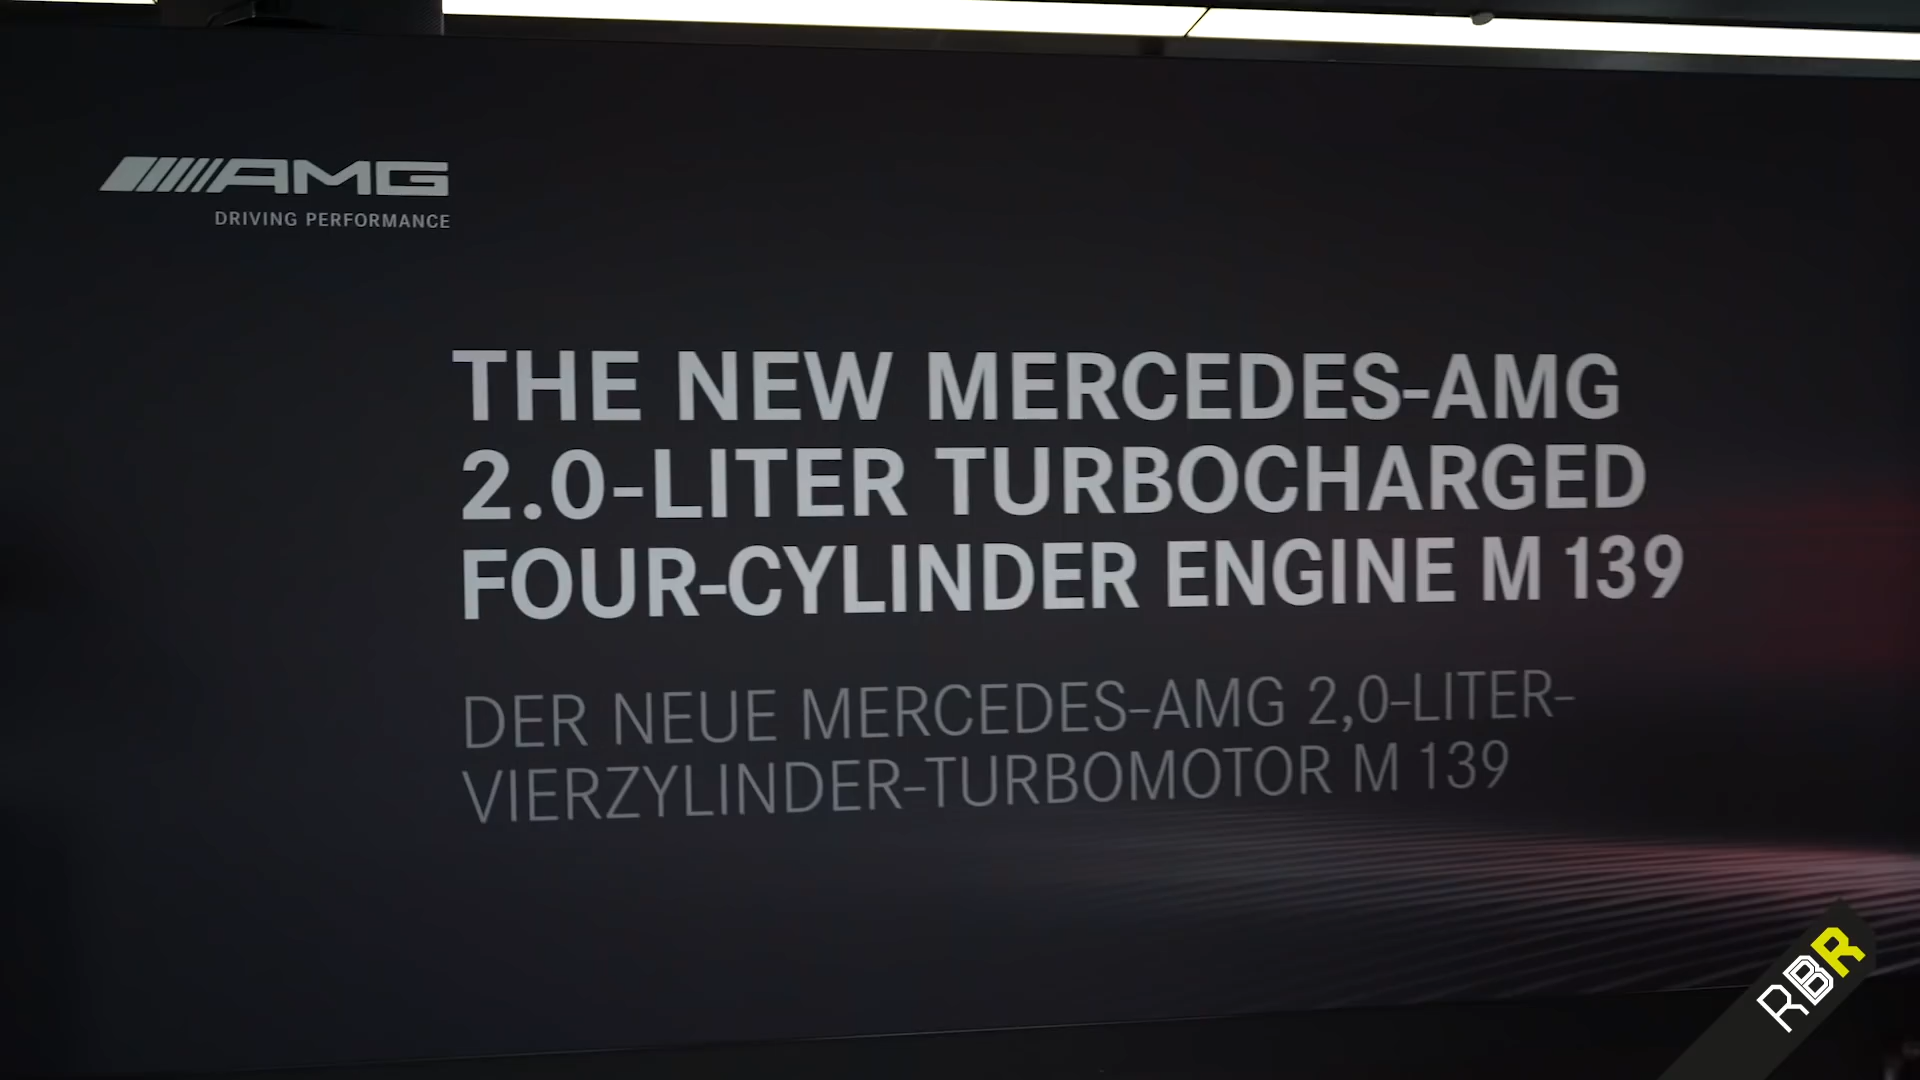 AMG
DRIVING PERFORMANCE
THE NEW MERCEDES-AMG
2.0-LITER TURBOCHARGED
FOUR-CYLINDER ENGINE M 139
DER NEUE MERCEDES-AMG 2,0-LITER-
VIERZYLINDER-TURBOMOTOR M 139
RBR